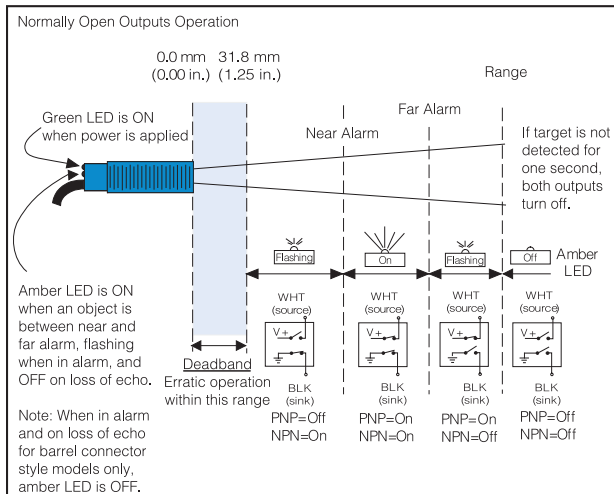 Normally Open Outputs Operation
0.0 mm 31.8 mm
(0.00 in.) (1.25 in.)
Range
Far Alarm
Near Alarm
Green LED is ON
when power is applied
If target is not
detected for
one second,
both outputs
turn off.
Flashing
On
Flashing
Off
Amber
LED
Amber LED is ON
when an object is
between near and
far alarm, flashing
when in alarm, and
OFF on loss of echo.
Note: When in alarm
and on loss of echo
for barrel connector
style models only,
amber LED is OFF.
Deadband
Erratic operation
within this range
WHT
(source)
V+
BLK
(sink)
PNP=Off
NPN=On
WHT
(source)
V+
BLK
(sink)
PNP=On
NPN=On
WHT
(source)
V+
BLK
(sink)
PNP=On
NPN=Off
WHT
(source)
V+
BLK
(sink)
PNP=Off
NPN=Off